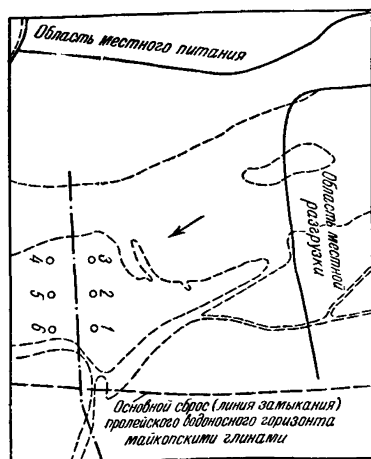 Область местного питания
Область местной
разгрузки
3
4
2
5
1
6
Основной сброс (линия замыкания)
пролейского водоносного горизонта
майкопскими глинами